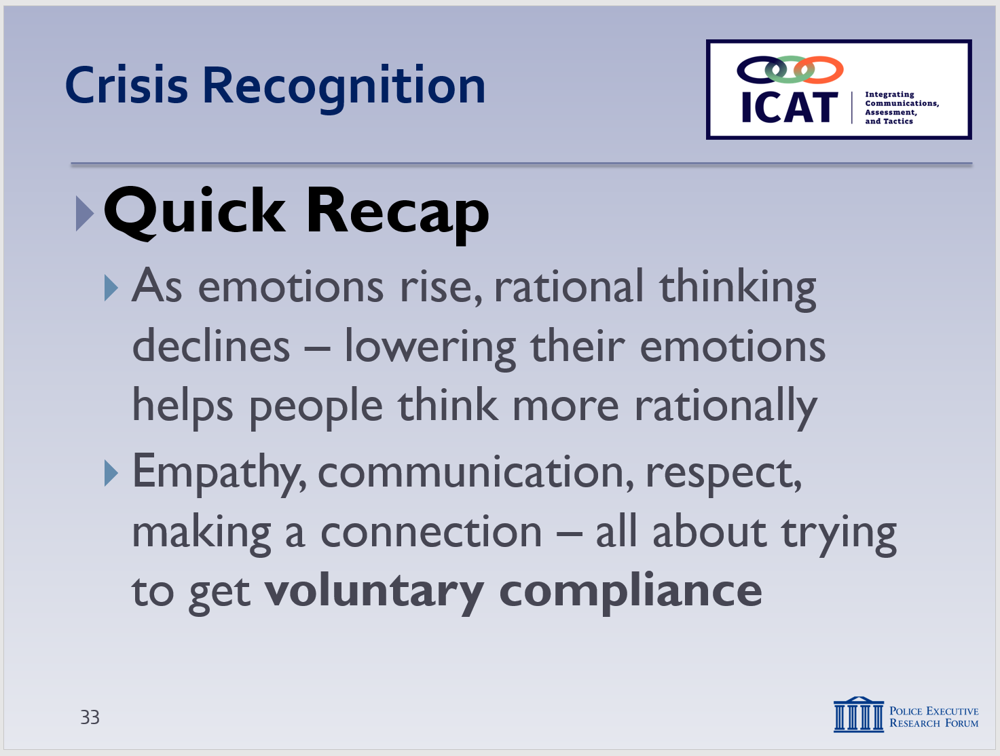 Crisis Recognition
ICAT
Integrating
Communications,
Assessment,
and Tactics
Quick Recap
As emotions rise, rational thinking
declines – lowering their emotions
helps people think more rationally
Empathy, communication, respect,
making a connection – all about trying
to get voluntary compliance
33
POLICE EXECUTIVE
RESEARCH FORUM